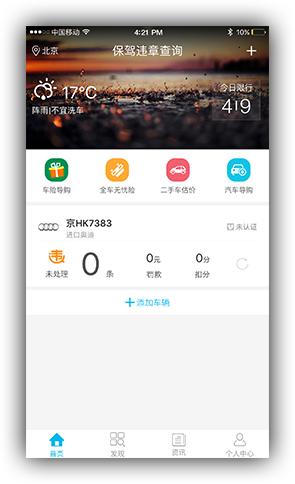 中国移动 4:21 PM 10%
北京 保驾违章查询 +
17°C 今日限行
阵雨|不宜洗车 4|9
车险导购 全车无忧险 二手车估价 汽车导购
京HK7383 未认证
进口奥迪
违 0 条 0元 0分
未处理 罚款 扣分
+ 添加车辆
首页 发现 资讯 个人中心